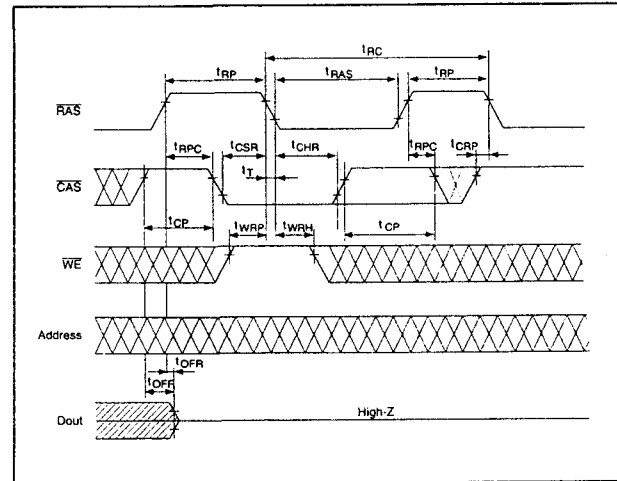 tRC
tRP tRAS tRP
RAS
tRPC tCSR tCHR tRPC tCRP
CAS
tT
tCP tWRP tWRH tCP
WE
Address
tOFR
tOFF
Dout High-Z